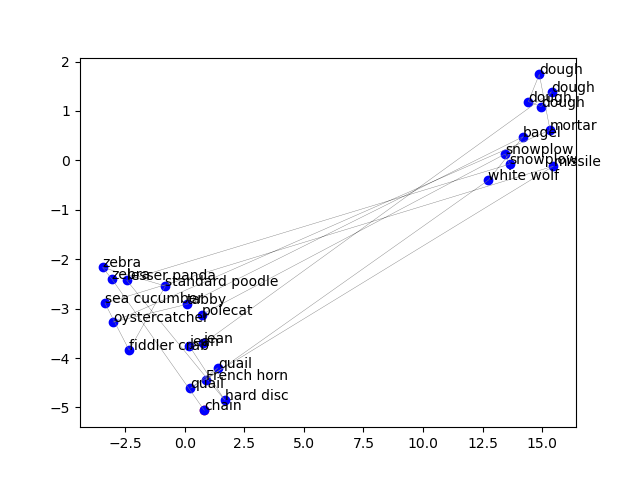 2
dough
dough
dough
dough
1
mortar
bagel
snowplow
0
snowplow
missile
white wolf
−1
−2
zebra
zebra
lesser panda
standard poodle
sea cucumber
tabby
−3
polecat
oystercatcher
jean
jean
fiddler crab
−4
quail
French horn
quail
hard disc
chain
−5
−2.5 0.0 2.5 5.0 7.5 10.0 12.5 15.0